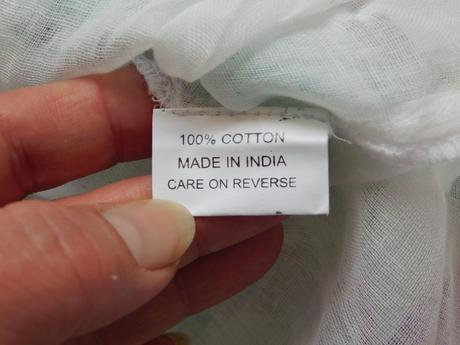 100% COTTON
MADE IN INDIA
CARE ON REVERSE